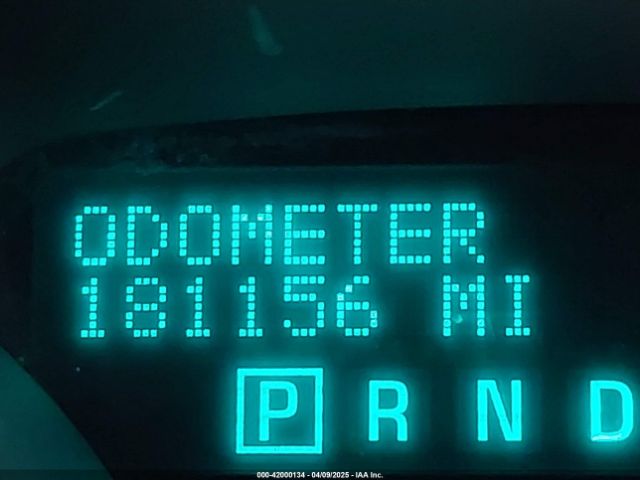 ODOMETER
181156 MI
P R N D
000-42000134 - 04/09/2025 - IAA Inc.